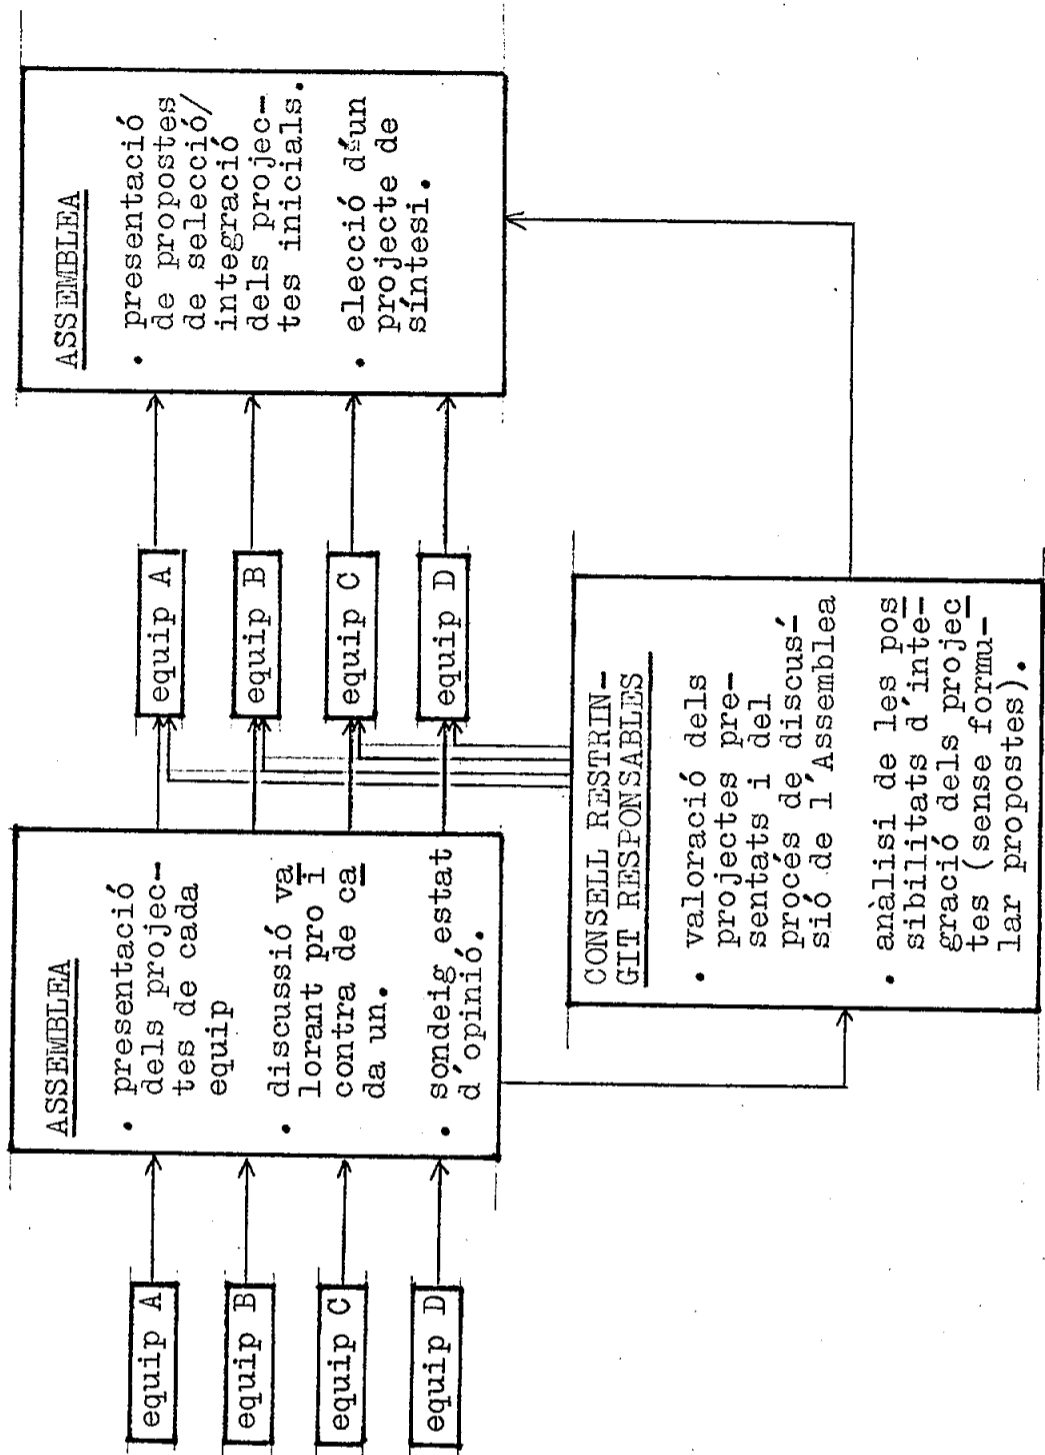 equip A
equip B
equip C
equip D
ASSEMBLEA
• presentació
dels projec-
tes de cada
equip
• discussió va
lorant pro i
contra de ca
da un.
• sondeig estat
d'opinió.
equip A
equip B
equip C
equip D
CONSELL RESTRIN-
GIT RESPONSABLES
• valoració dels
projectes pre-
sentats i del
procés de discus-
sió de l'Assemblea
• anàlisi de les pos
sibilitats d'inte-
gració dels projec
tes (sense formu-
lar propostes).
ASSEMBLEA
• presentació
de propostes
de selecció/
integració
dels projec-
tes inicials.
• elecció d'un
projecte de
síntesi.